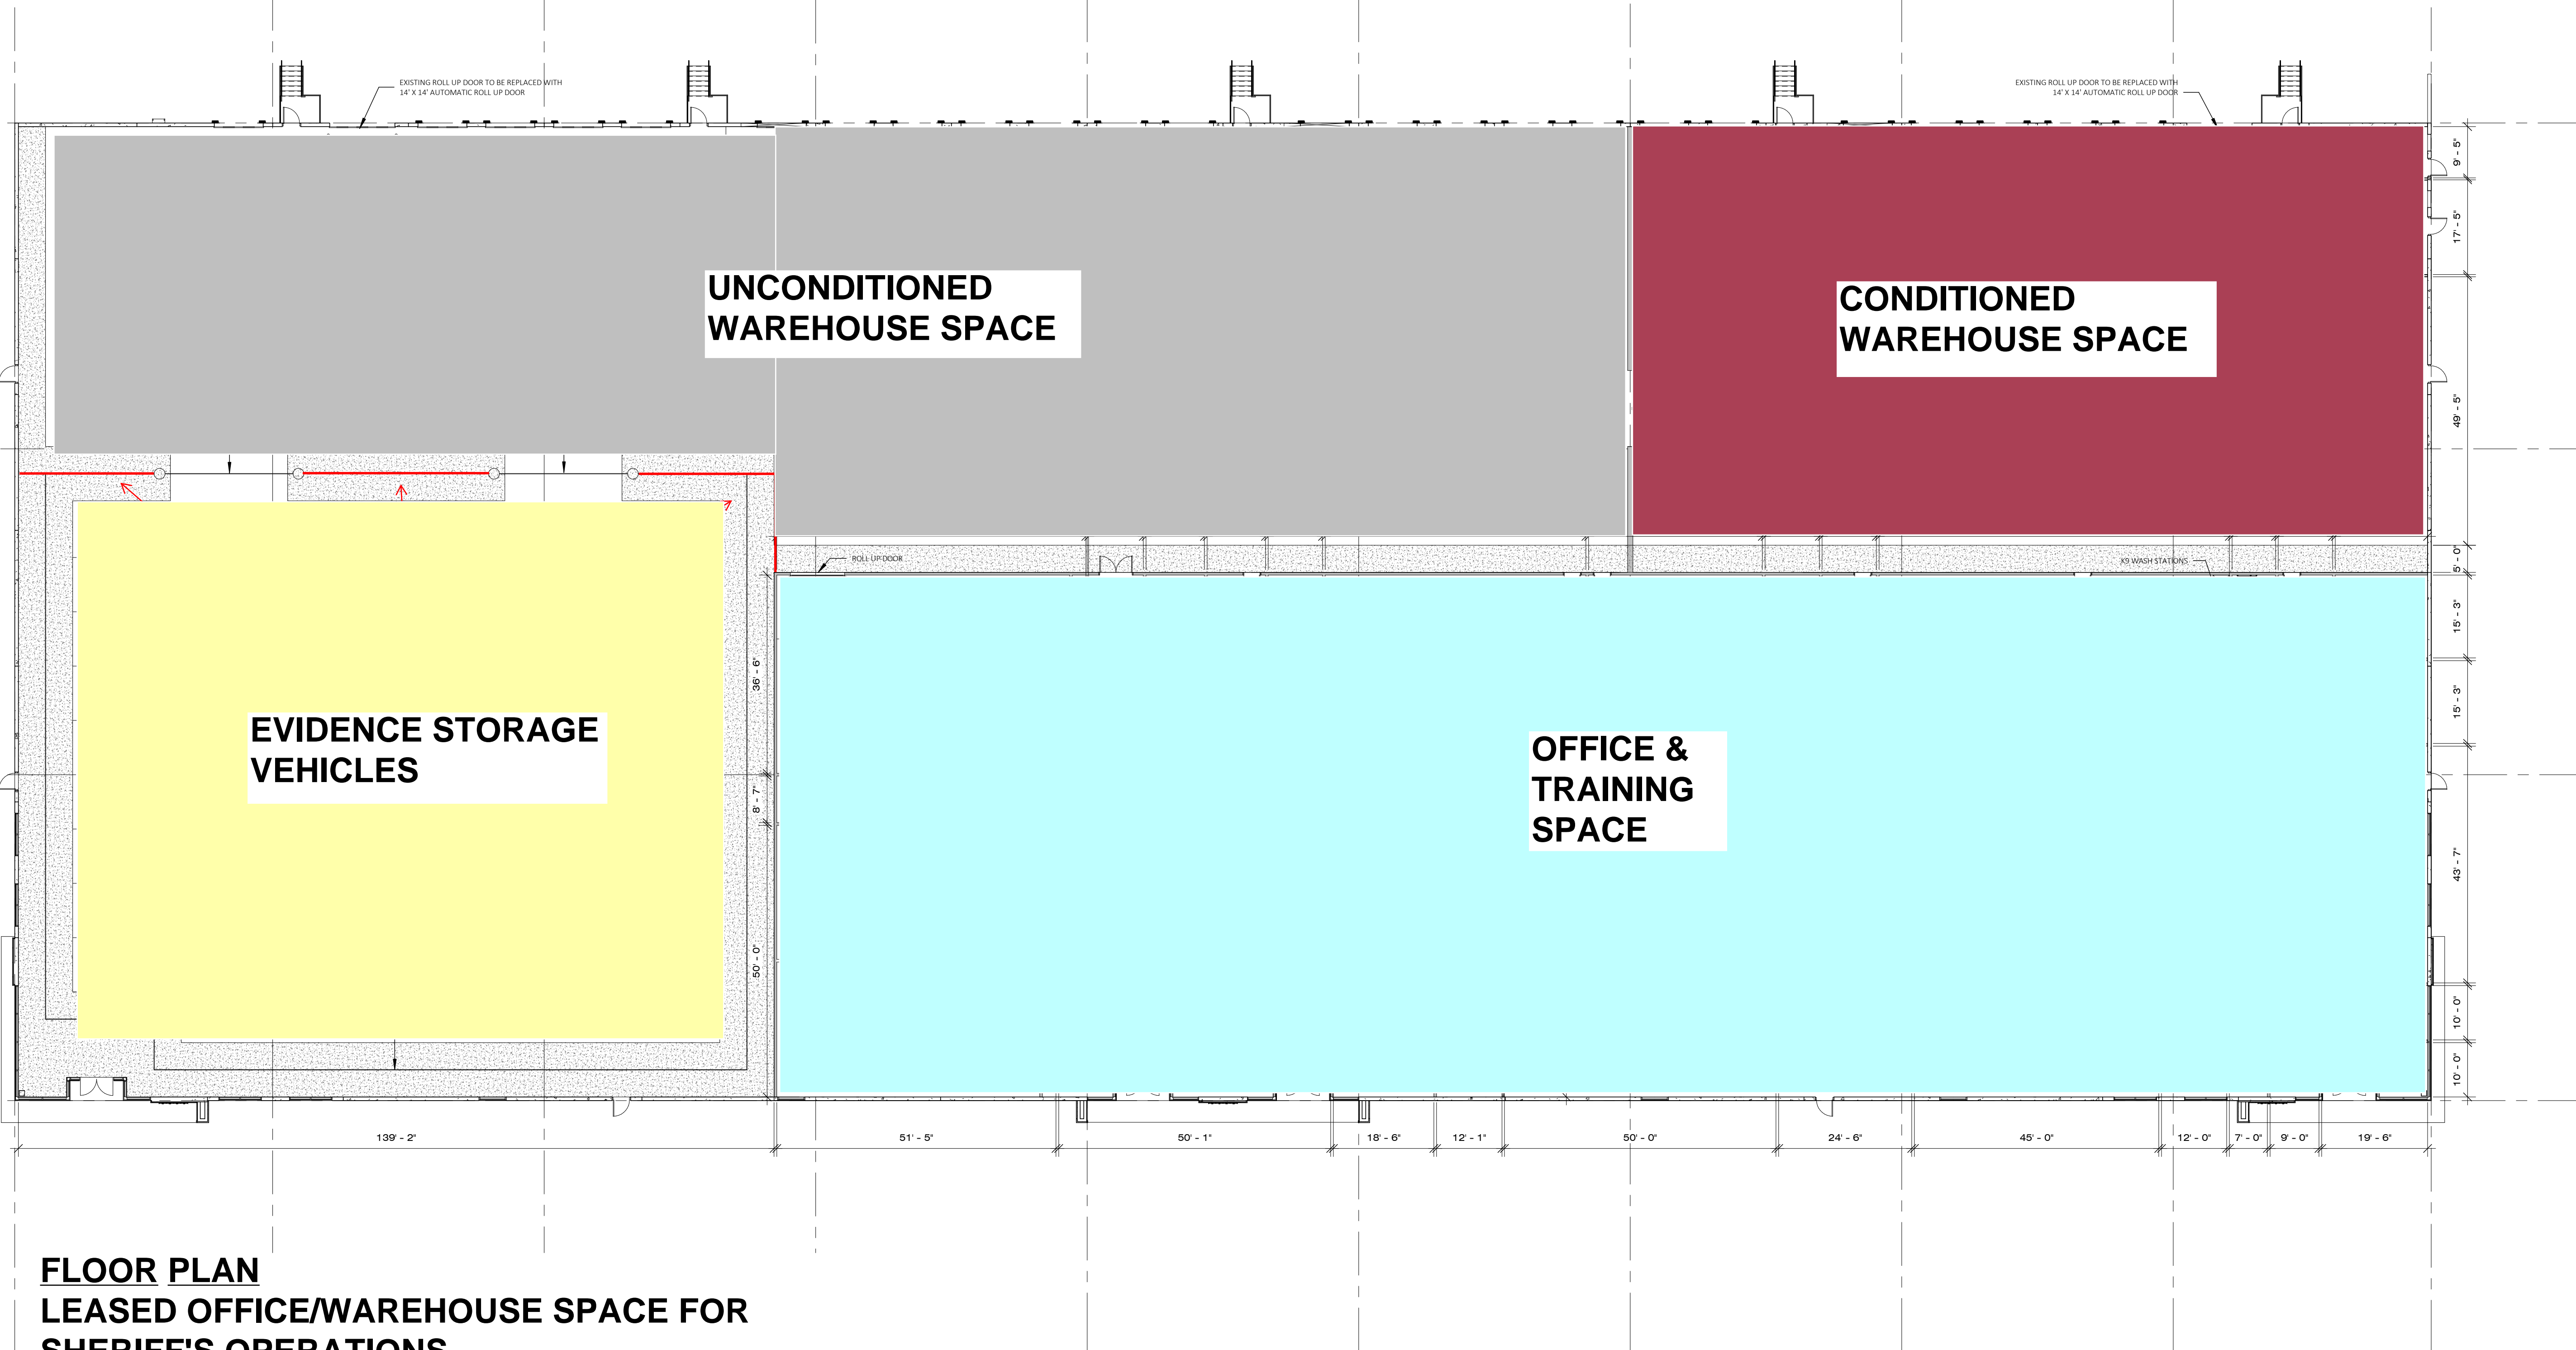 EXISTING ROLL UP DOOR TO BE REPLACED WITH
14' X 14' AUTOMATIC ROLL UP DOOR
EXISTING ROLL UP DOOR TO BE REPLACED WITH
14' X 14' AUTOMATIC ROLL UP DOOR
9' - 5"
17' - 5"
49' - 5"
5' - 0"
15' - 3"
15' - 3"
43' - 7"
10' - 0"
10' - 0"
UNCONDITIONED
WAREHOUSE SPACE
CONDITIONED
WAREHOUSE SPACE
ROLL UP DOOR
K9 WASH STATIONS
36' - 6"
8' - 7"
50' - 0"
EVIDENCE STORAGE
VEHICLES
OFFICE &
TRAINING
SPACE
139' - 2"
51' - 5"
50' - 1"
18' - 6"
12' - 1"
50' - 0"
24' - 6"
45' - 0"
12' - 0"
7' - 0"
9' - 0"
19' - 6"
FLOOR PLAN
LEASED OFFICE/WAREHOUSE SPACE FOR
SHERIFF'S OPERATIONS